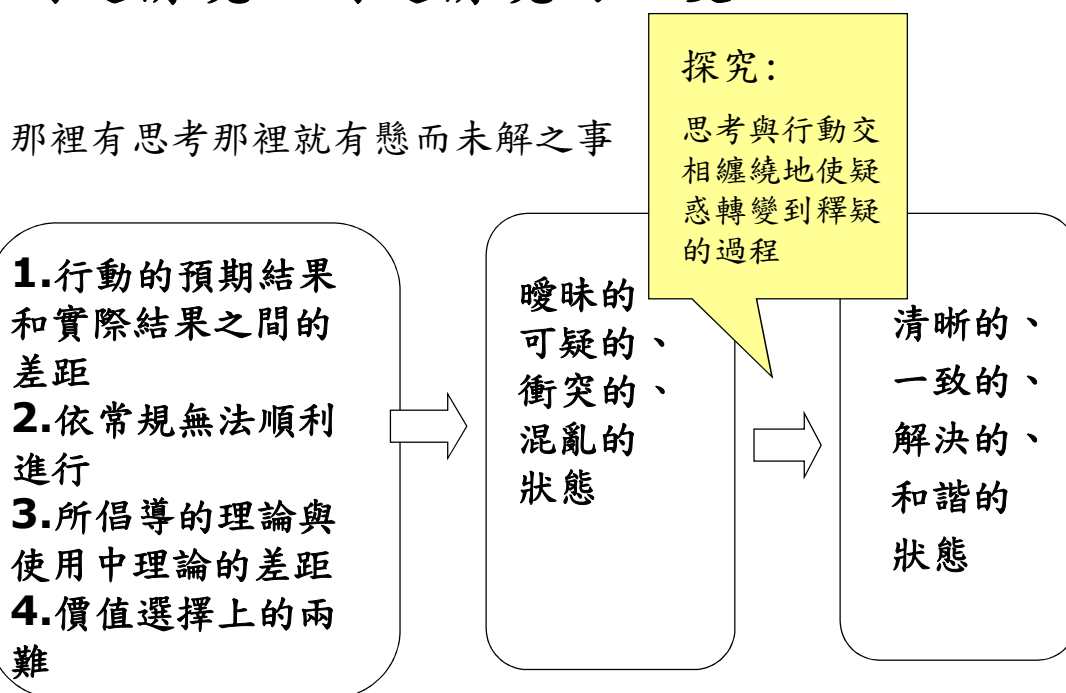 那裡有思考那裡就有懸而未解之事
探究:
思考與行動交
相纏繞地使疑
惑轉變到釋疑
的過程
1.行動的預期結果
和實際結果之間的
差距
2.依常規無法順利
進行
3.所倡導的理論與
使用中理論的差距
4.價值選擇上的兩
難
曖昧的
可疑的、
衝突的、
混亂的
狀態
清晰的、
一致的、
解決的、
和諧的
狀態